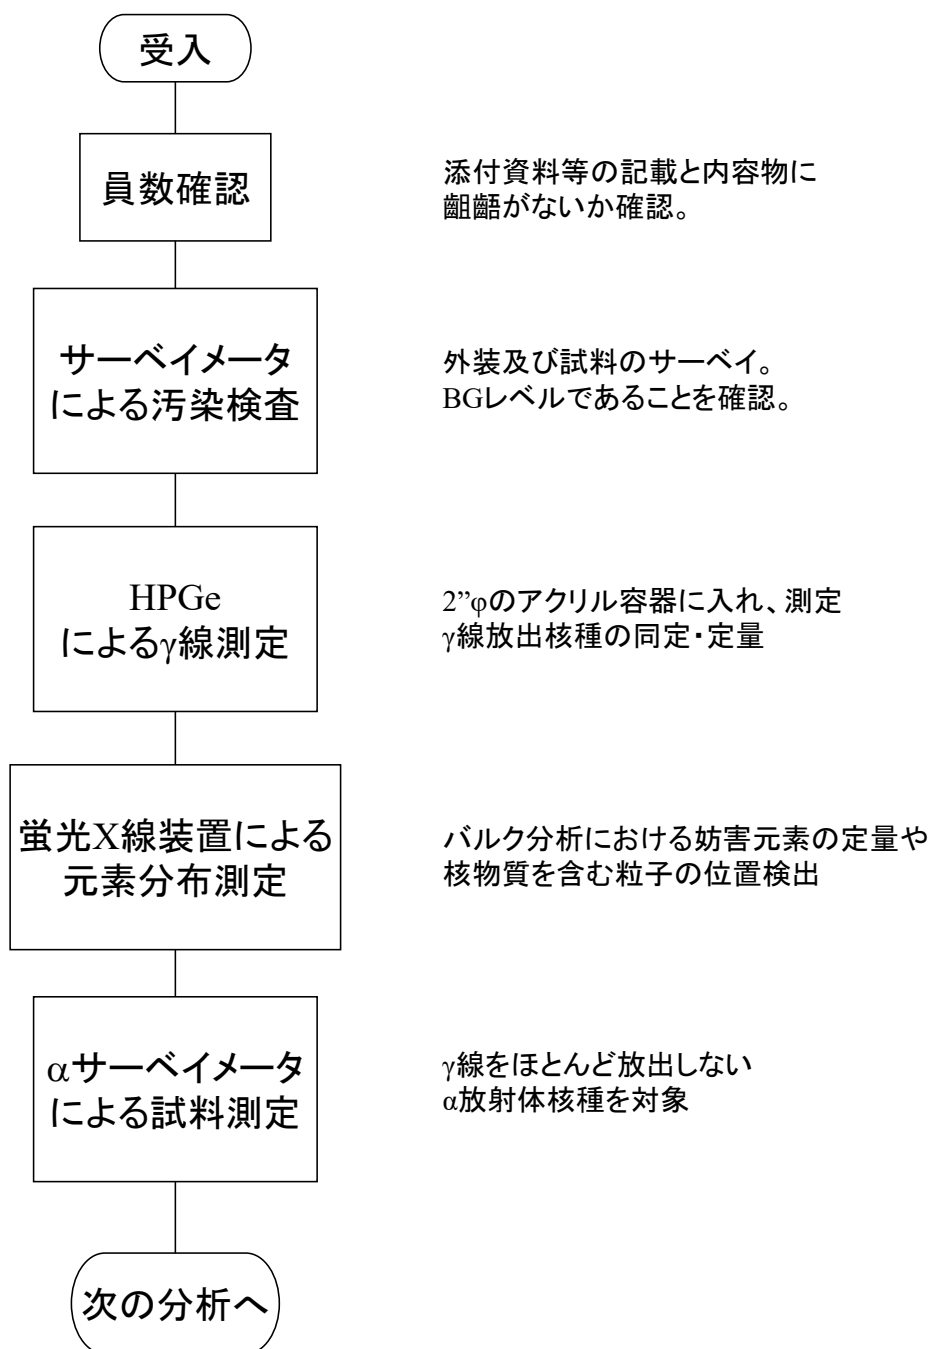 受入
員数確認
添付資料等の記載と内容物に
齟齬がないか確認。
サーベイメータ
による汚染検査
外装及び試料のサーベイ。
BGレベルであることを確認。
HPGe
によるγ線測定
2”φのアクリル容器に入れ、測定
γ線放出核種の同定・定量
蛍光X線装置による
元素分布測定
バルク分析における妨害元素の定量や
核物質を含む粒子の位置検出
αサーベイメータ
による試料測定
γ線をほとんど放出しない
α放射体核種を対象
次の分析へ